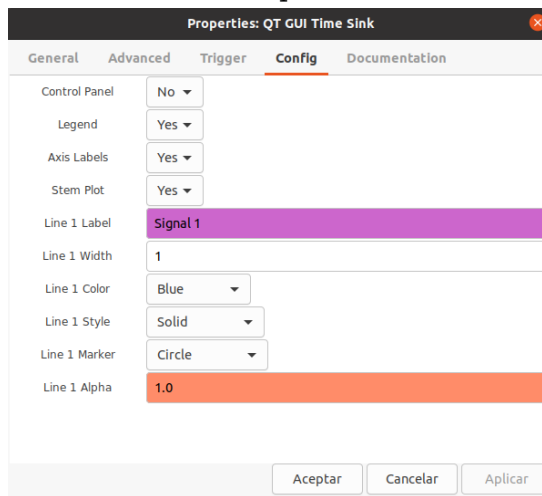 Properties: QT GUI Time Sink
General Advanced Trigger Config Documentation
Control Panel No
Legend Yes
Axis Labels Yes
Stem Plot Yes
Line 1 Label Signal 1
Line 1 Width 1
Line 1 Color Blue
Line 1 Style Solid
Line 1 Marker Circle
Line 1 Alpha 1.0
Aceptar Cancelar Aplicar